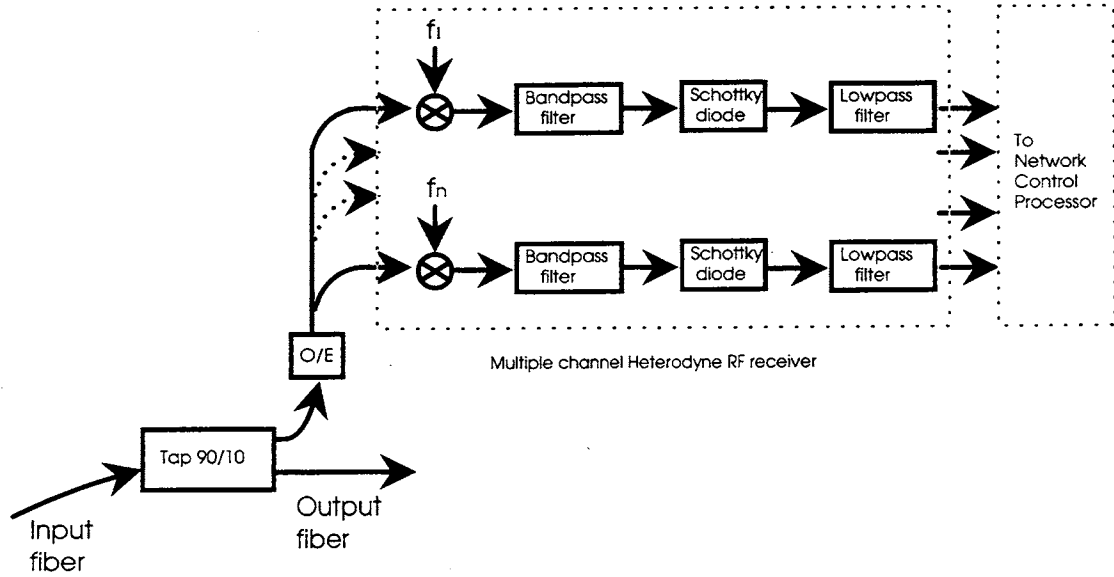 f1
Bandpass
filter
Schottky
diode
Lowpass
filter
To
Network
Control
Processor
fn
Bandpass
filter
Schottky
diode
Lowpass
filter
O/E
Multiple channel Heterodyne RF receiver
Tap 90/10
Input
fiber
Output
fiber